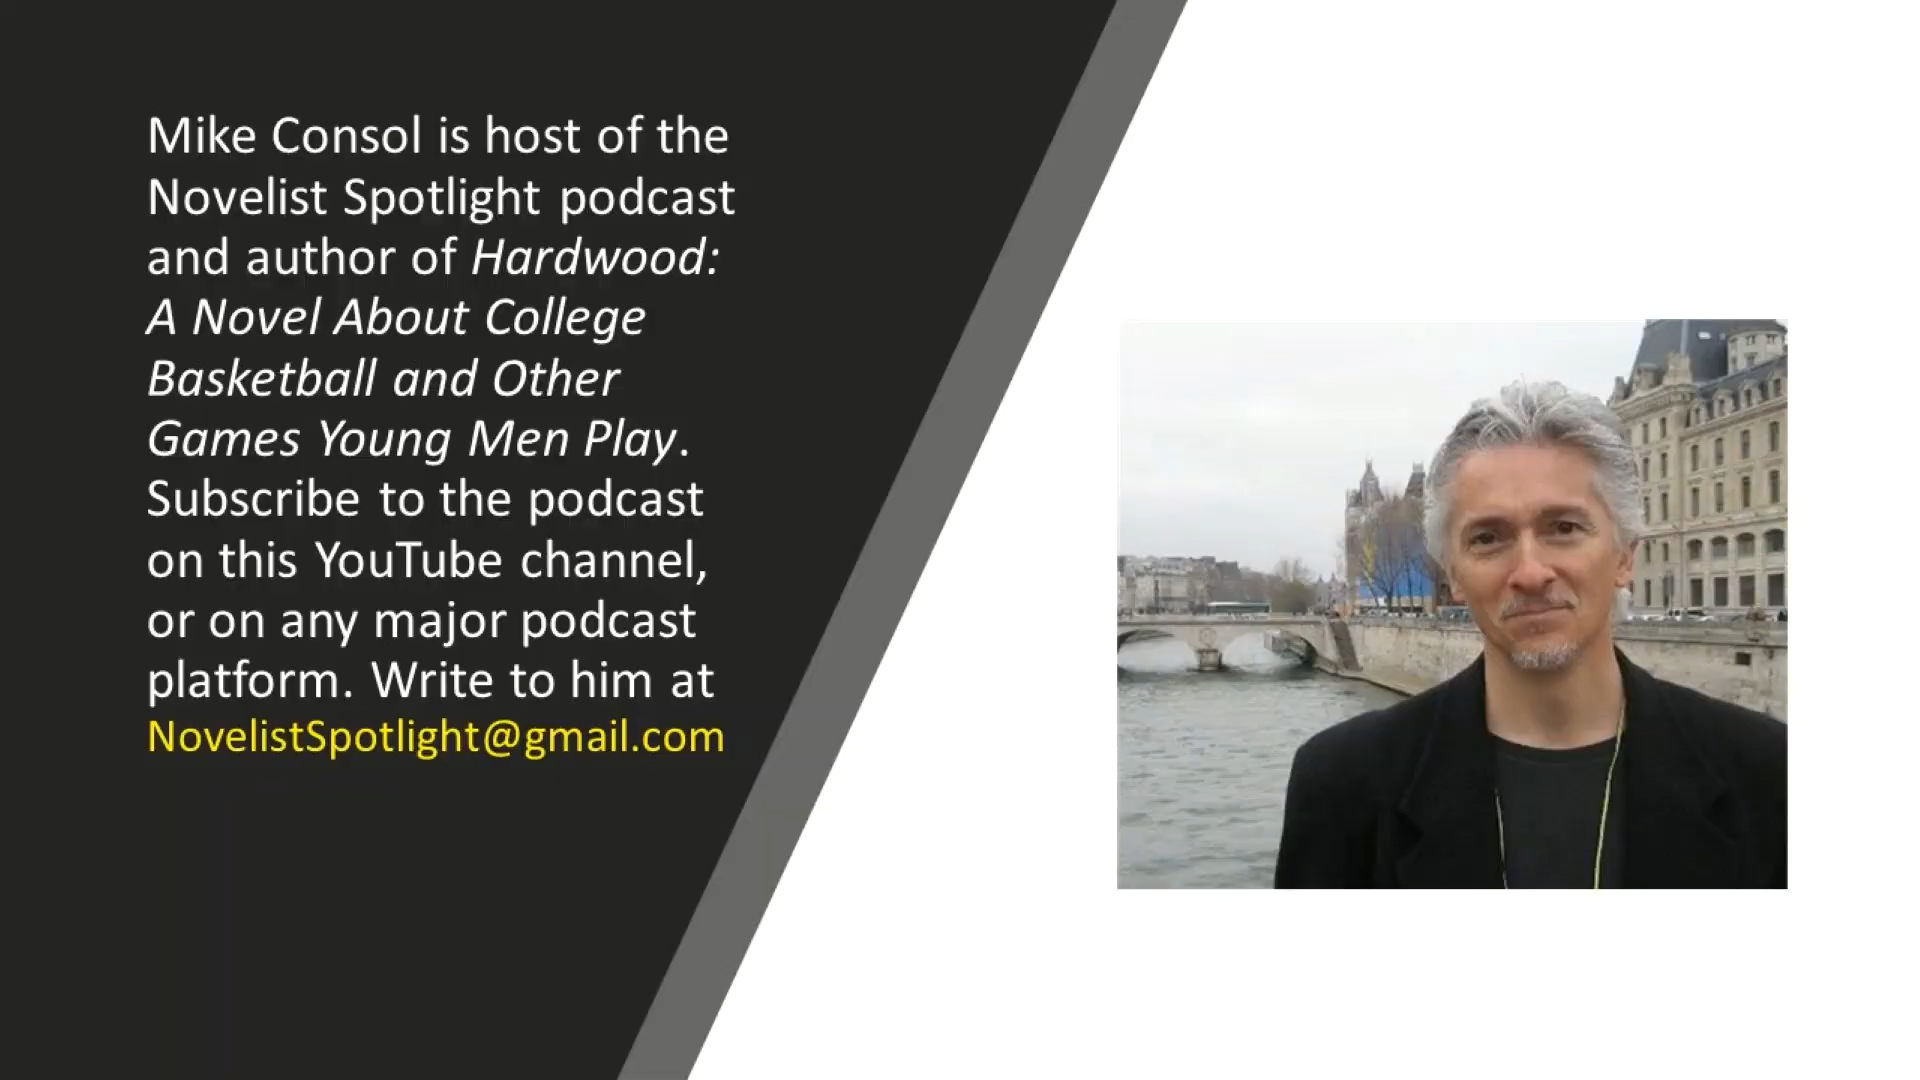 Mike Consol is host of the
Novelist Spotlight podcast
and author of Hardwood:
A Novel About College
Basketball and Other
Games Young Men Play.
Subscribe to the podcast
on this YouTube channel,
or on any major podcast
platform. Write to him at
NovelistSpotlight@gmail.com